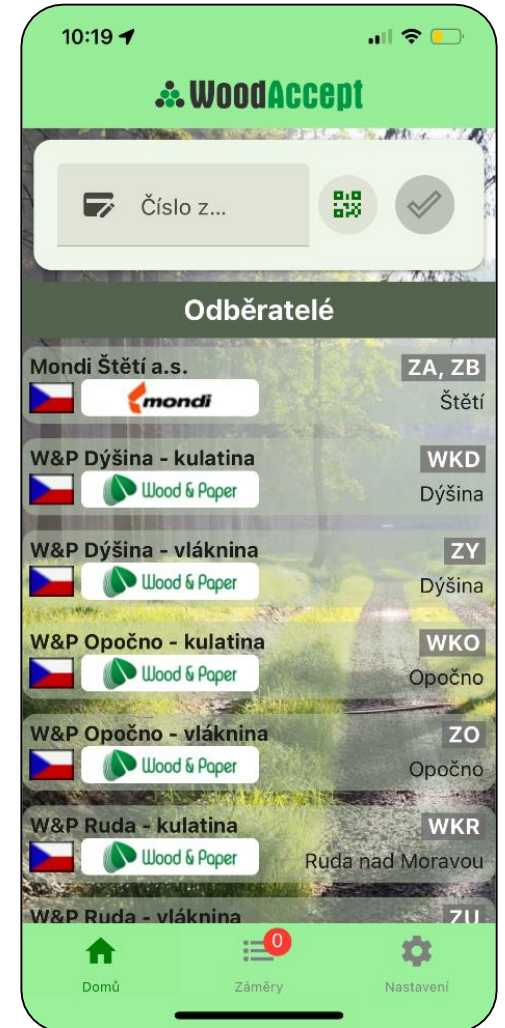 10:19
WoodAccept
Číslo z...
Odběratelé
Mondi Štětí a.s. ZA, ZB
mondi Štětí
W&P Dýšina - kulatina WKD
Wood & Paper Dýšina
W&P Dýšina - vláknina ZY
Wood & Paper Dýšina
W&P Opočno - kulatina WKO
Wood & Paper Opočno
W&P Opočno - vláknina ZO
Wood & Paper Opočno
W&P Ruda - kulatina WKR
Wood & Paper Ruda nad Moravou
W&P Ruda - vláknina ZU
0
Domů Záměry Nastavení